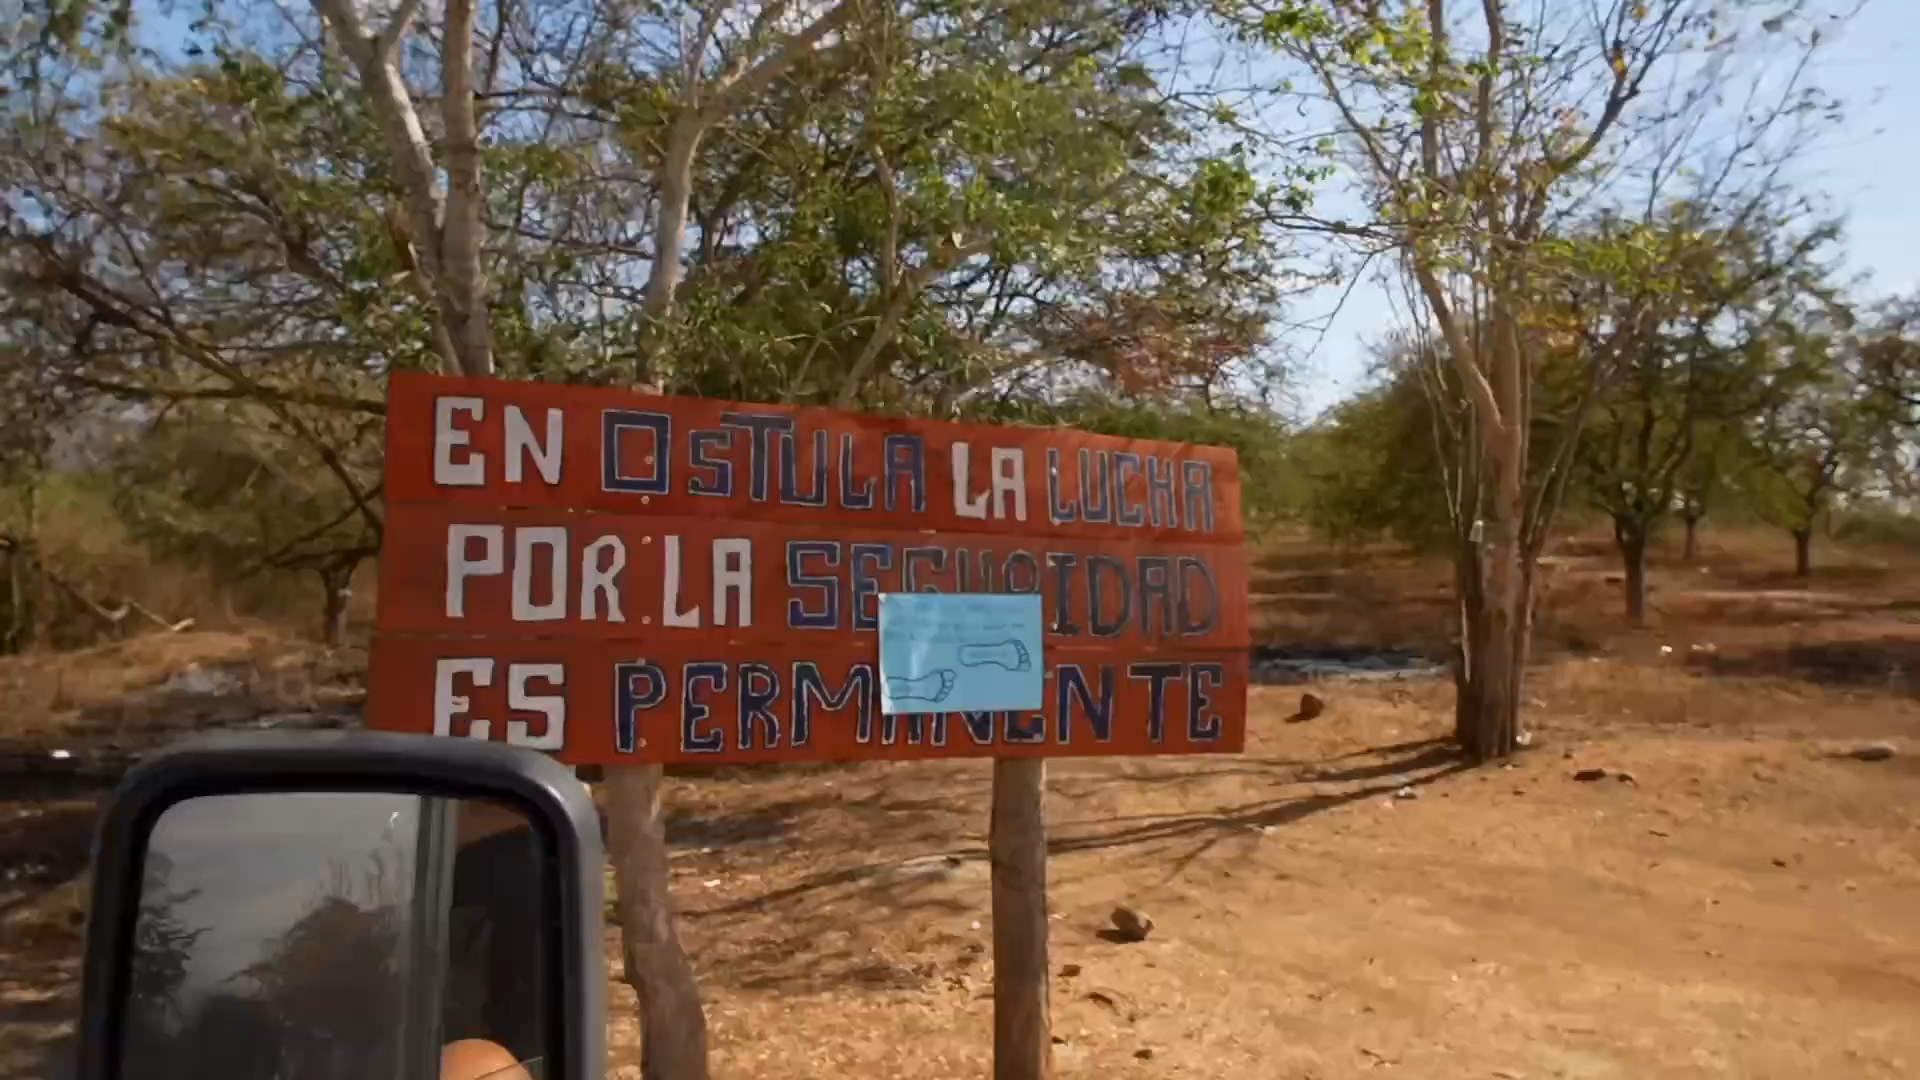 EN OSTULA LA LUCHA
POR LA SEGURIDAD
ES PERMANENTE